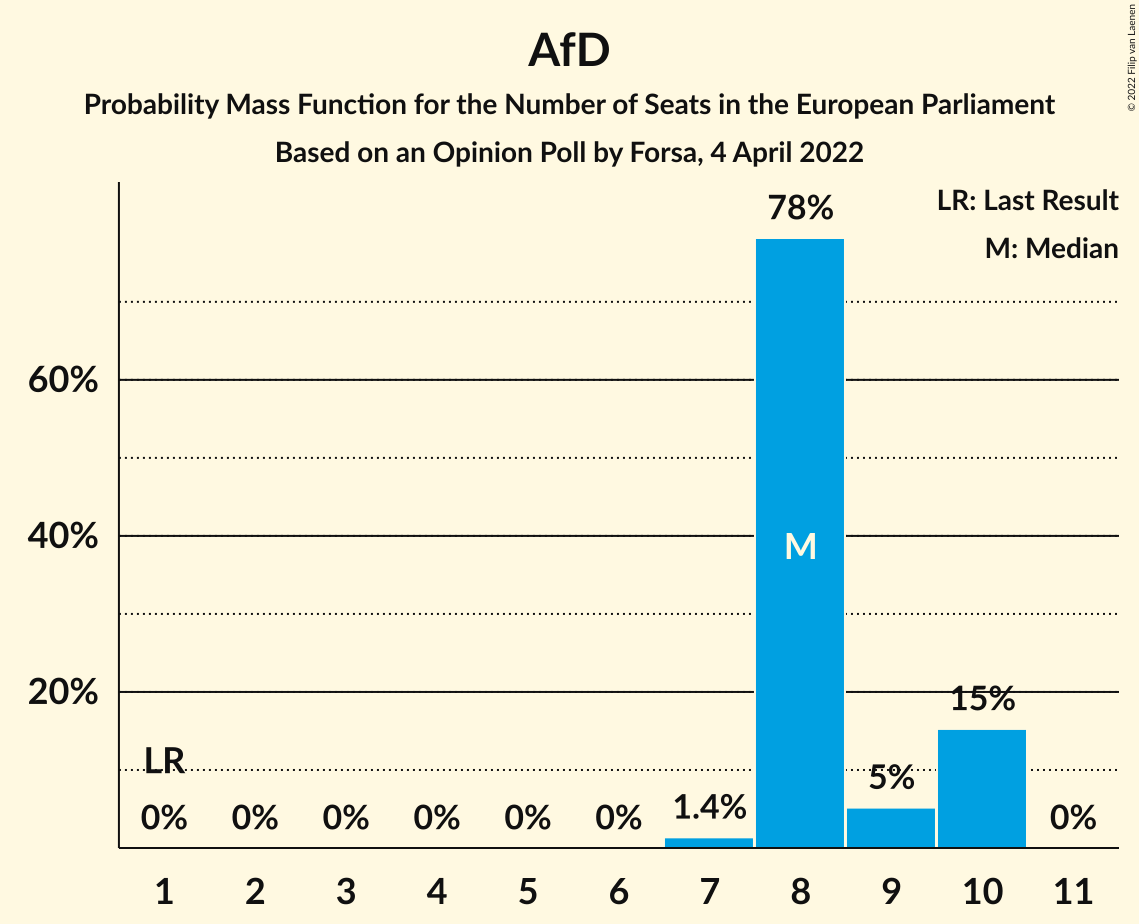 AfD
Probability Mass Function for the Number of Seats in the European Parliament
Based on an Opinion Poll by Forsa, 4 April 2022
© 2022 Filip van Laenen
LR: Last Result
M: Median
78%
60%
40%
M
20%
15%
LR
5%
0% 0% 0% 0% 0% 0% 1.4% 0%
1 2 3 4 5 6 7 8 9 10 11